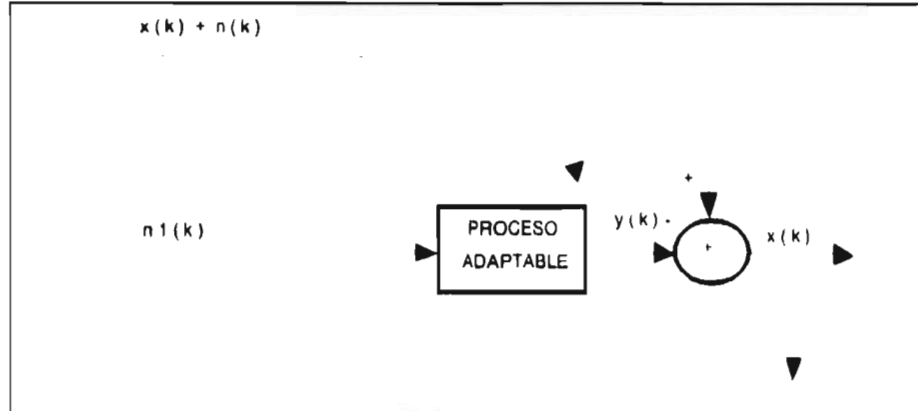 x(k) + n(k)
+
n1(k)
PROCESO
ADAPTABLE
y(k) -
+
x(k)